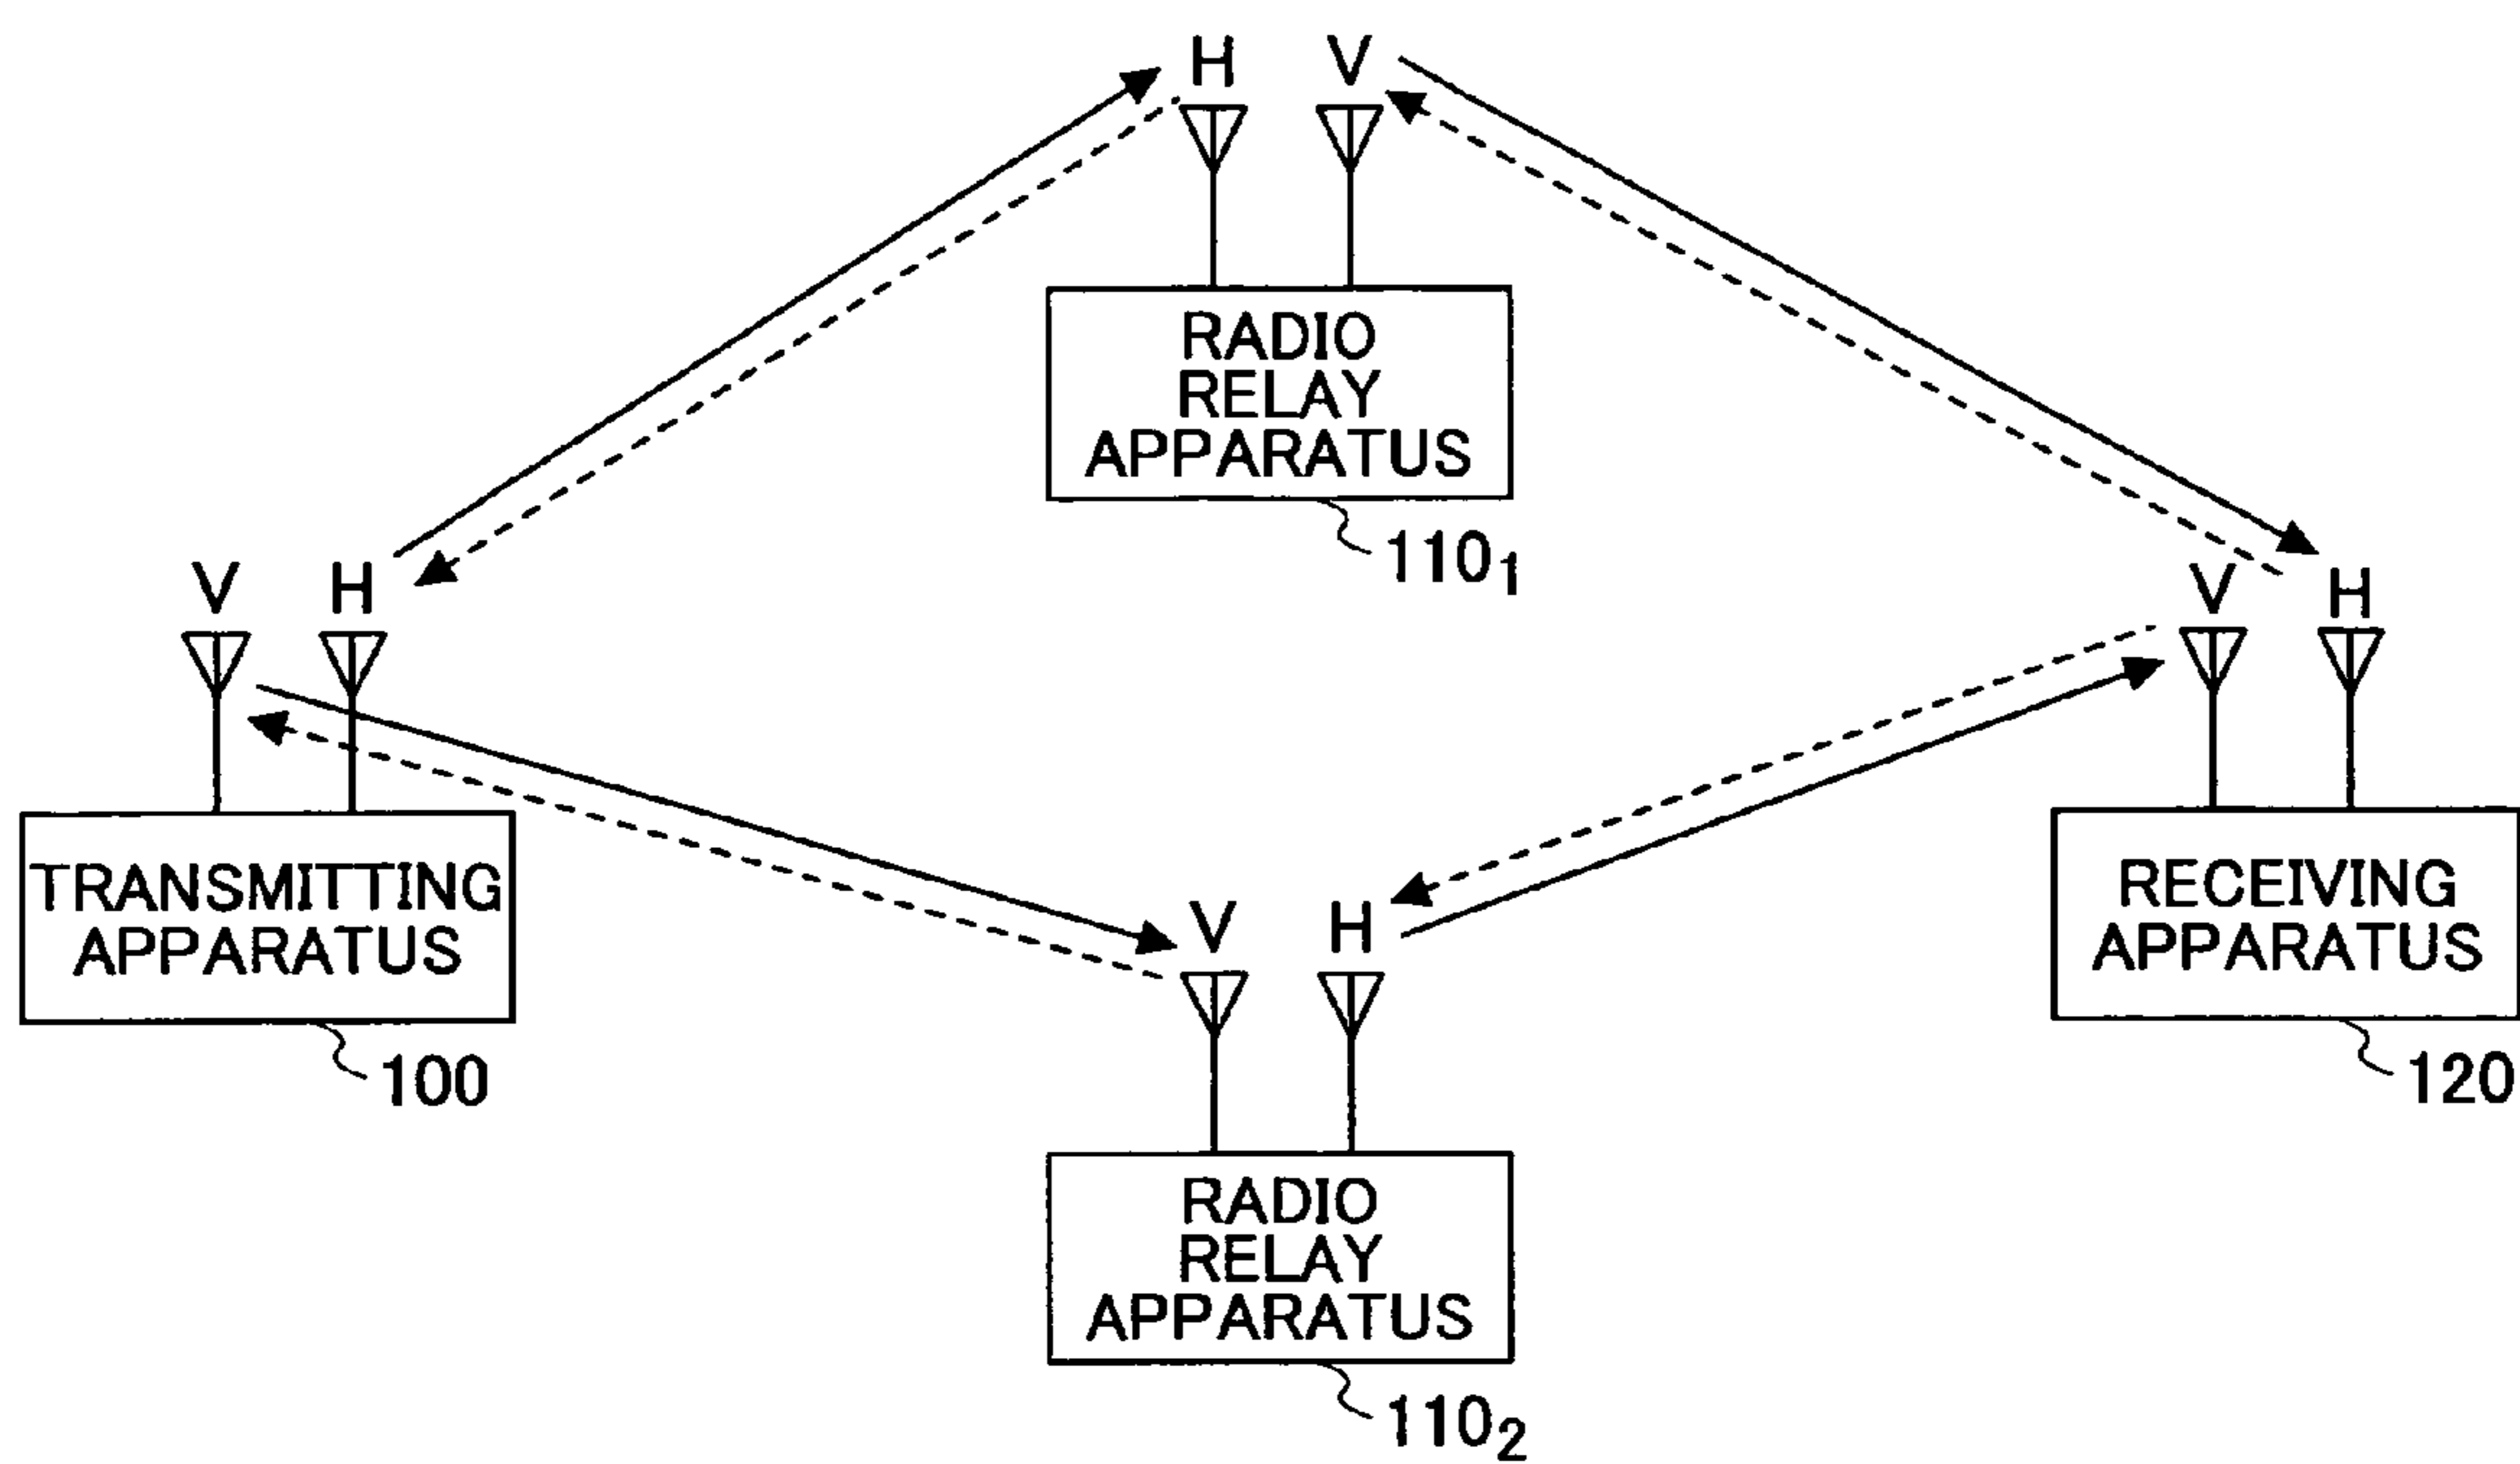 H V
RADIO
RELAY
APPARATUS
110₁
V H
TRANSMITTING
APPARATUS
100
V H
RECEIVING
APPARATUS
120
V H
RADIO
RELAY
APPARATUS
110₂